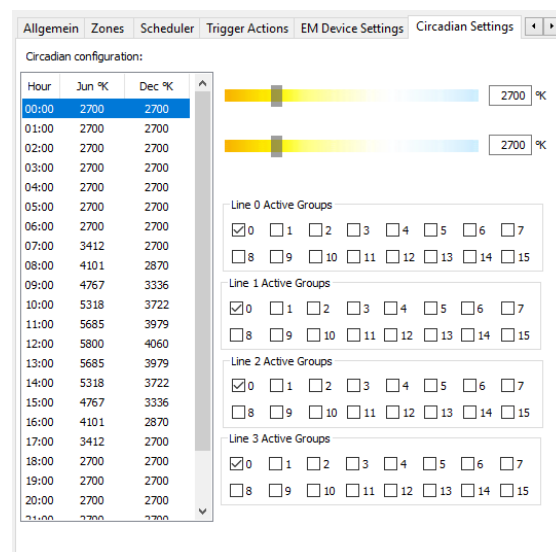 Allgemein Zones Scheduler Trigger Actions EM Device Settings Circadian Settings
Circadian configuration:
Hour Jun °K Dec °K
00:00 2700 2700
01:00 2700 2700
02:00 2700 2700
03:00 2700 2700
04:00 2700 2700
05:00 2700 2700
06:00 2700 2700
07:00 3412 2700
08:00 4101 2870
09:00 4767 3336
10:00 5318 3722
11:00 5685 3979
12:00 5800 4060
13:00 5685 3979
14:00 5318 3722
15:00 4767 3336
16:00 4101 2870
17:00 3412 2700
18:00 2700 2700
19:00 2700 2700
20:00 2700 2700
21:00 2700 2700
2700 °K
2700 °K
Line 0 Active Groups
0 1 2 3 4 5 6 7
8 9 10 11 12 13 14 15
Line 1 Active Groups
0 1 2 3 4 5 6 7
8 9 10 11 12 13 14 15
Line 2 Active Groups
0 1 2 3 4 5 6 7
8 9 10 11 12 13 14 15
Line 3 Active Groups
0 1 2 3 4 5 6 7
8 9 10 11 12 13 14 15